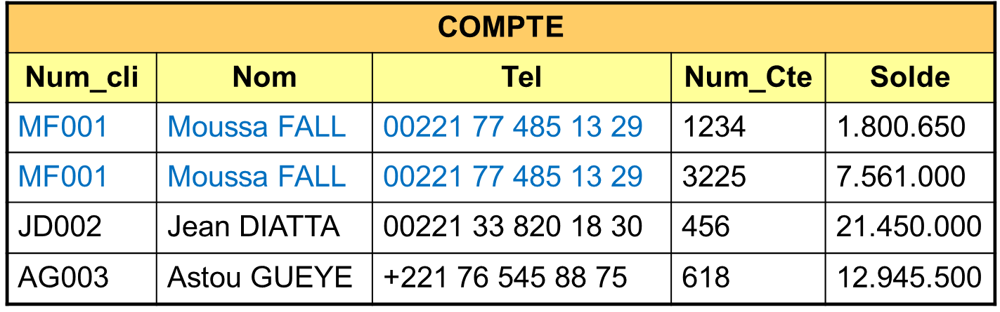 COMPTE
Num_cli Nom Tel Num_Cte Solde
MF001 Moussa FALL 00221 77 485 13 29 1234 1.800.650
MF001 Moussa FALL 00221 77 485 13 29 3225 7.561.000
JD002 Jean DIATTA 00221 33 820 18 30 456 21.450.000
AG003 Astou GUEYE +221 76 545 88 75 618 12.945.500